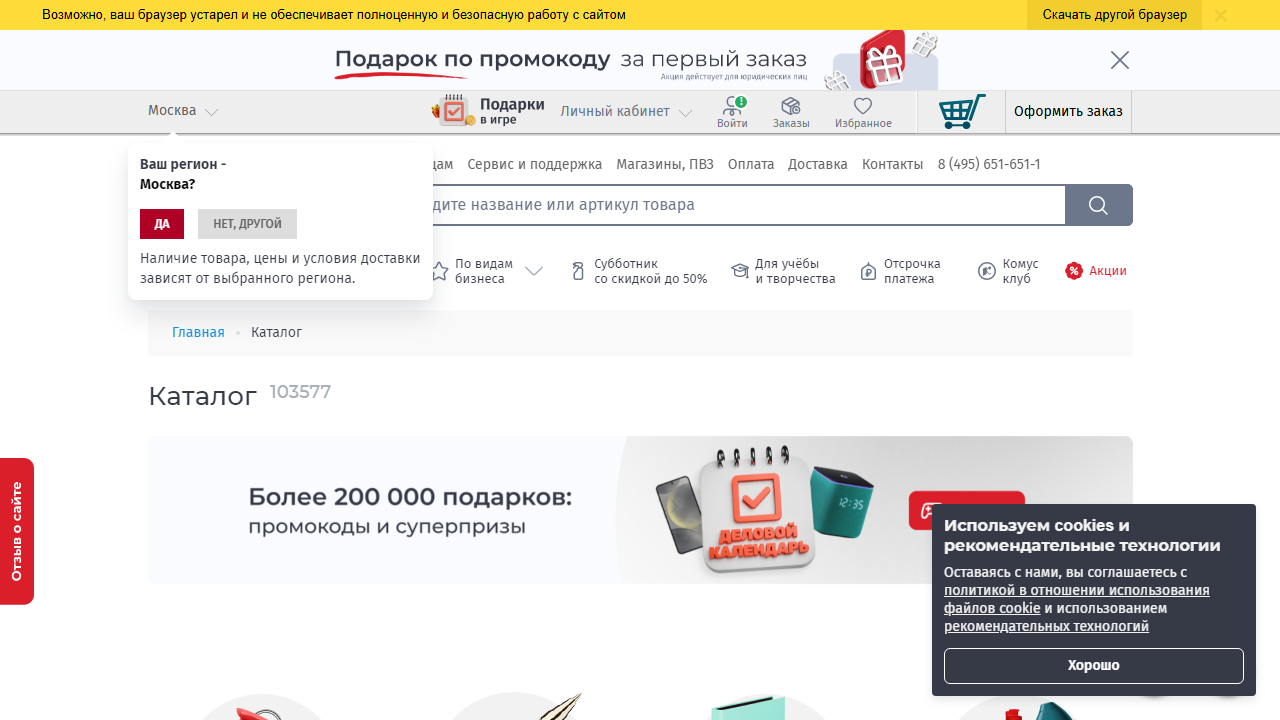 Возможно, ваш браузер устарел и не обеспечивает полноценную и безопасную работу с сайтом
Скачать другой браузер
Подарок по промокоду за первый заказ
Акция действует для юридических лиц
Москва
Подарки
в игре
Личный кабинет
Войти
Заказы
Избранное
Оформить заказ
Ваш регион -
Москва?
ДА
НЕТ, ДРУГОЙ
Наличие товара, цены и условия доставки
зависят от выбранного региона.
Сервис и поддержка
Магазины, ПВЗ
Оплата
Доставка
Контакты
8 (495) 651-651-1
название или артикул товара
По видам
бизнеса
Субботник
со скидкой до 50%
Для учёбы
и творчества
Отсрочка
платежа
Комус
клуб
Акции
Главная
Каталог
Каталог 103577
Более 200 000 подарков:
промокоды и суперпризы
ДЕЛОВОЙ
КАЛЕНДАРЬ
12:35
Отзыв о сайте
Используем cookies и
рекомендательные технологии
Оставаясь с нами, вы соглашаетесь с
политикой в отношении использования
файлов cookie и использованием
рекомендательных технологий
Хорошо